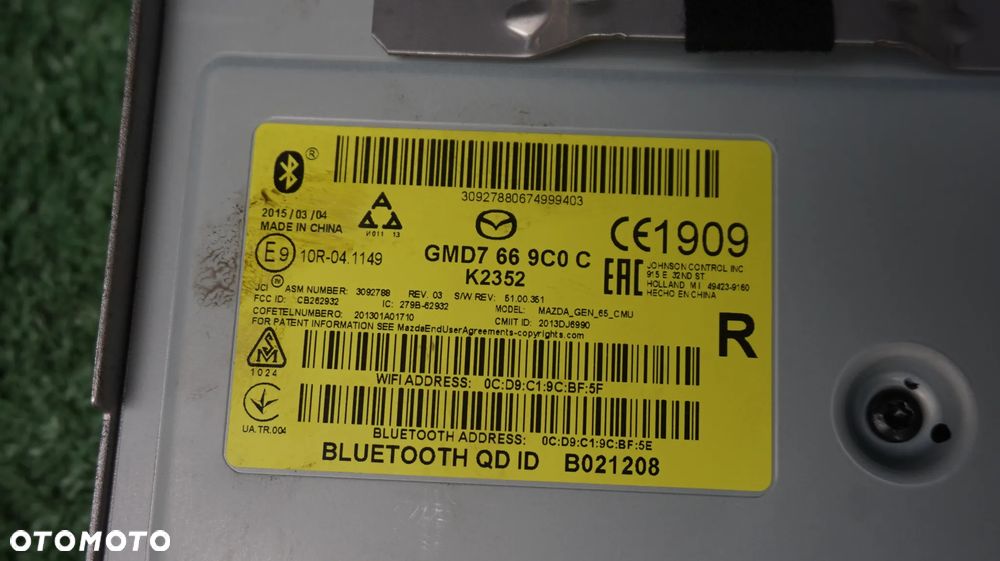 ®
30927880674999403
2015/03/04
MADE IN CHINA
И011 13
GMD7 66 9C0 C
K2352
CE1909
E9 10R-04.1149
EAC
JOHNSON CONTROL INC
915 E 32ND ST
HOLLAND MI 49423-9160
HECHO EN CHINA
JCI IN ASM NUMBER: 3092788 REV. 03 S/W REV: 51.00.351
FCC ID: CB262932 IC: 279B-62932 MODEL: MAZDA_GEN_65_CMU
COFETELNUMBERO: 201301A01710 CMIIT ID: 2013DJ6990
FOR PATENT INFORMATION SEE MazdaEndUserAgreements-copyrights.com
R
1024
WIFI ADDRESS: 0C:D9:C1:9C:BF:5F
UA.TR.004
BLUETOOTH ADDRESS: 0C:D9:C1:9C:BF:5E
BLUETOOTH QD ID B021208
OTOMOTO